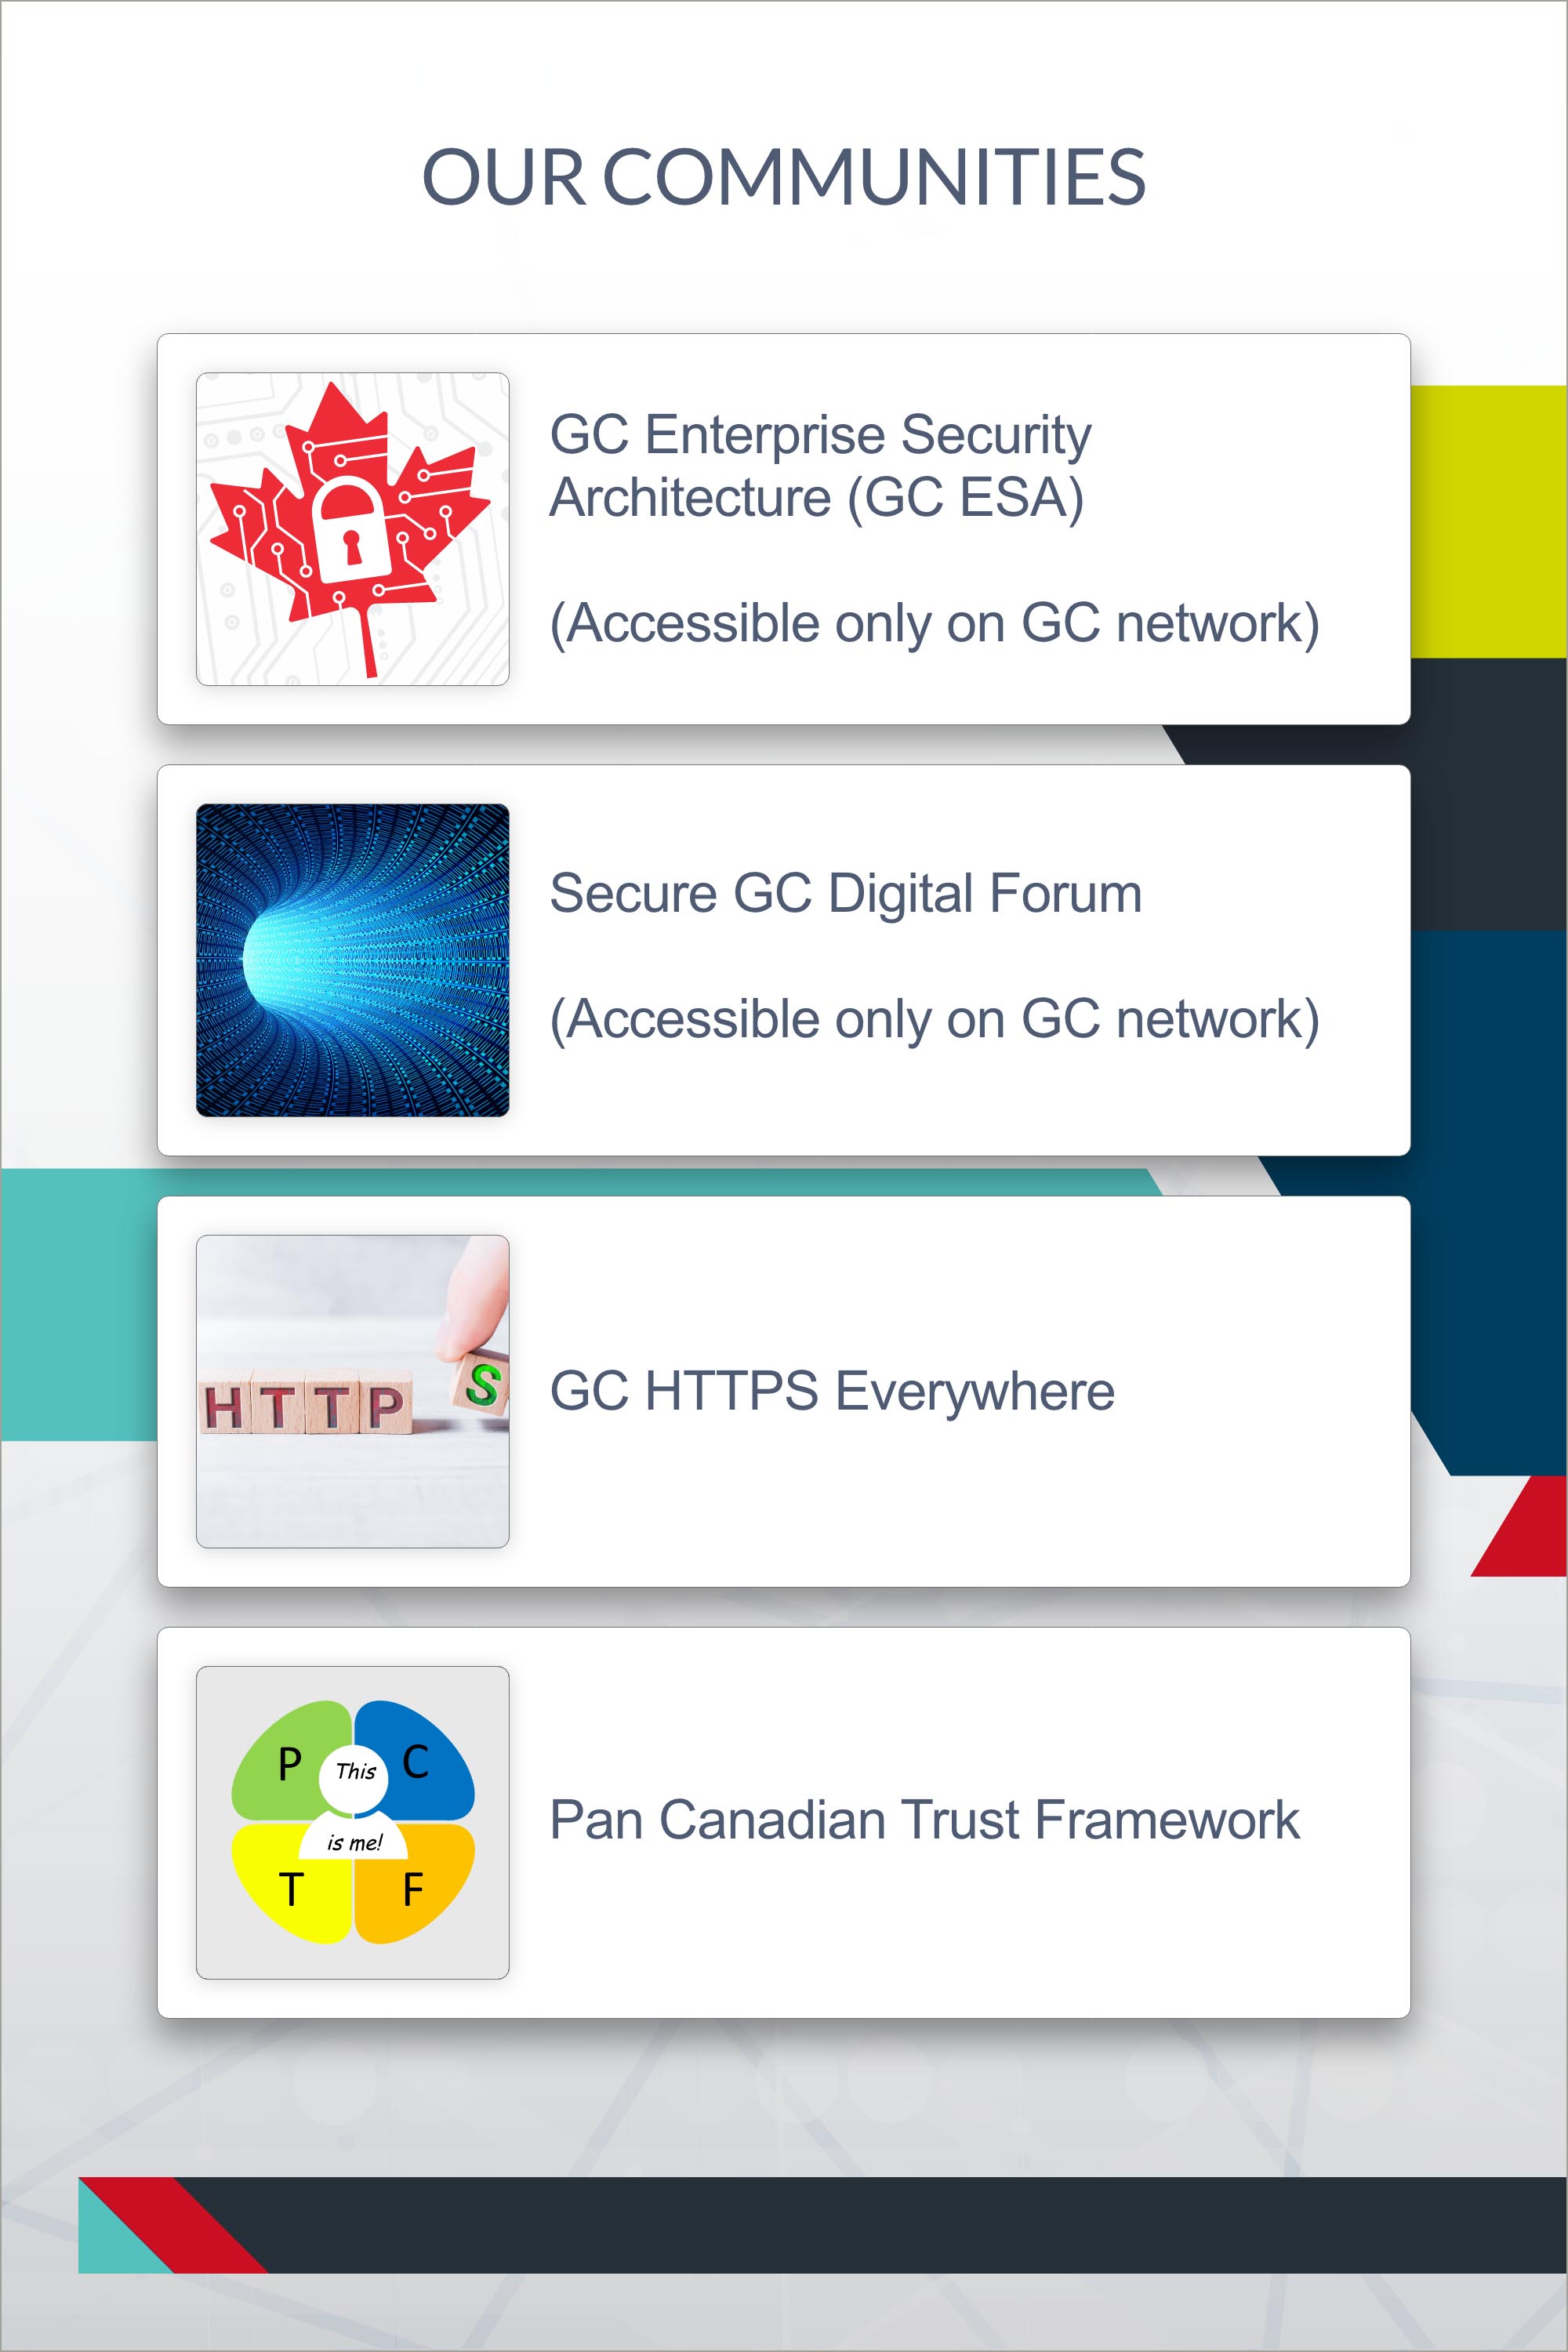 OUR COMMUNITIES
GC Enterprise Security
Architecture (GC ESA)
(Accessible only on GC network)
Secure GC Digital Forum
(Accessible only on GC network)
HTTP S
GC HTTPS Everywhere
P C
This
is me!
T F
Pan Canadian Trust Framework